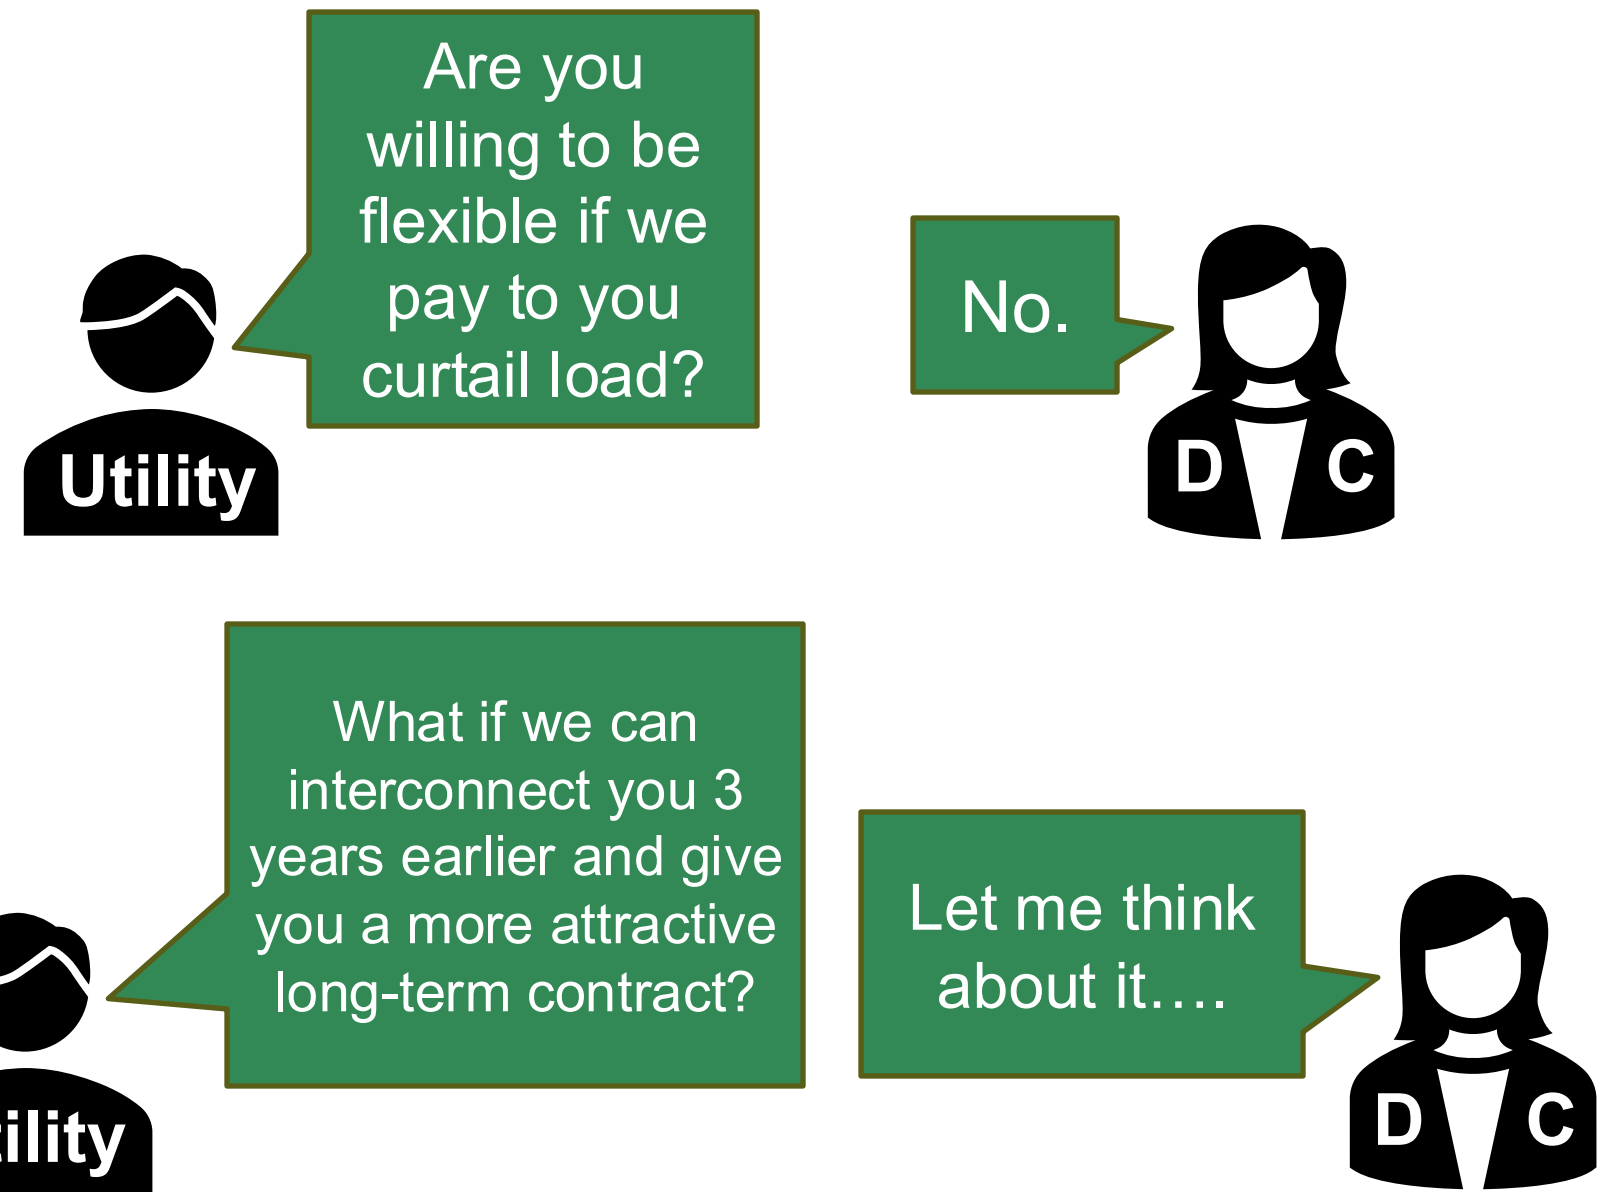 Are you
willing to be
flexible if we
pay to you
curtail load?
No.
Utility
D C
What if we can
interconnect you 3
years earlier and give
you a more attractive
long-term contract?
Let me think
about it….
tility
D C